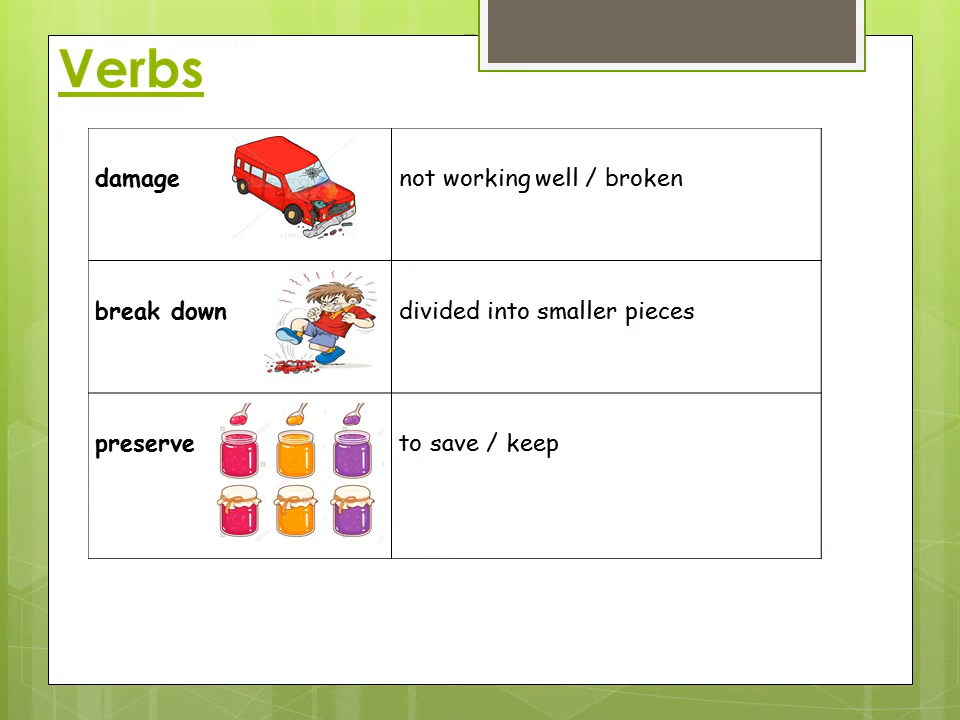 Verbs
damage
not working well / broken
break down
divided into smaller pieces
preserve
to save / keep